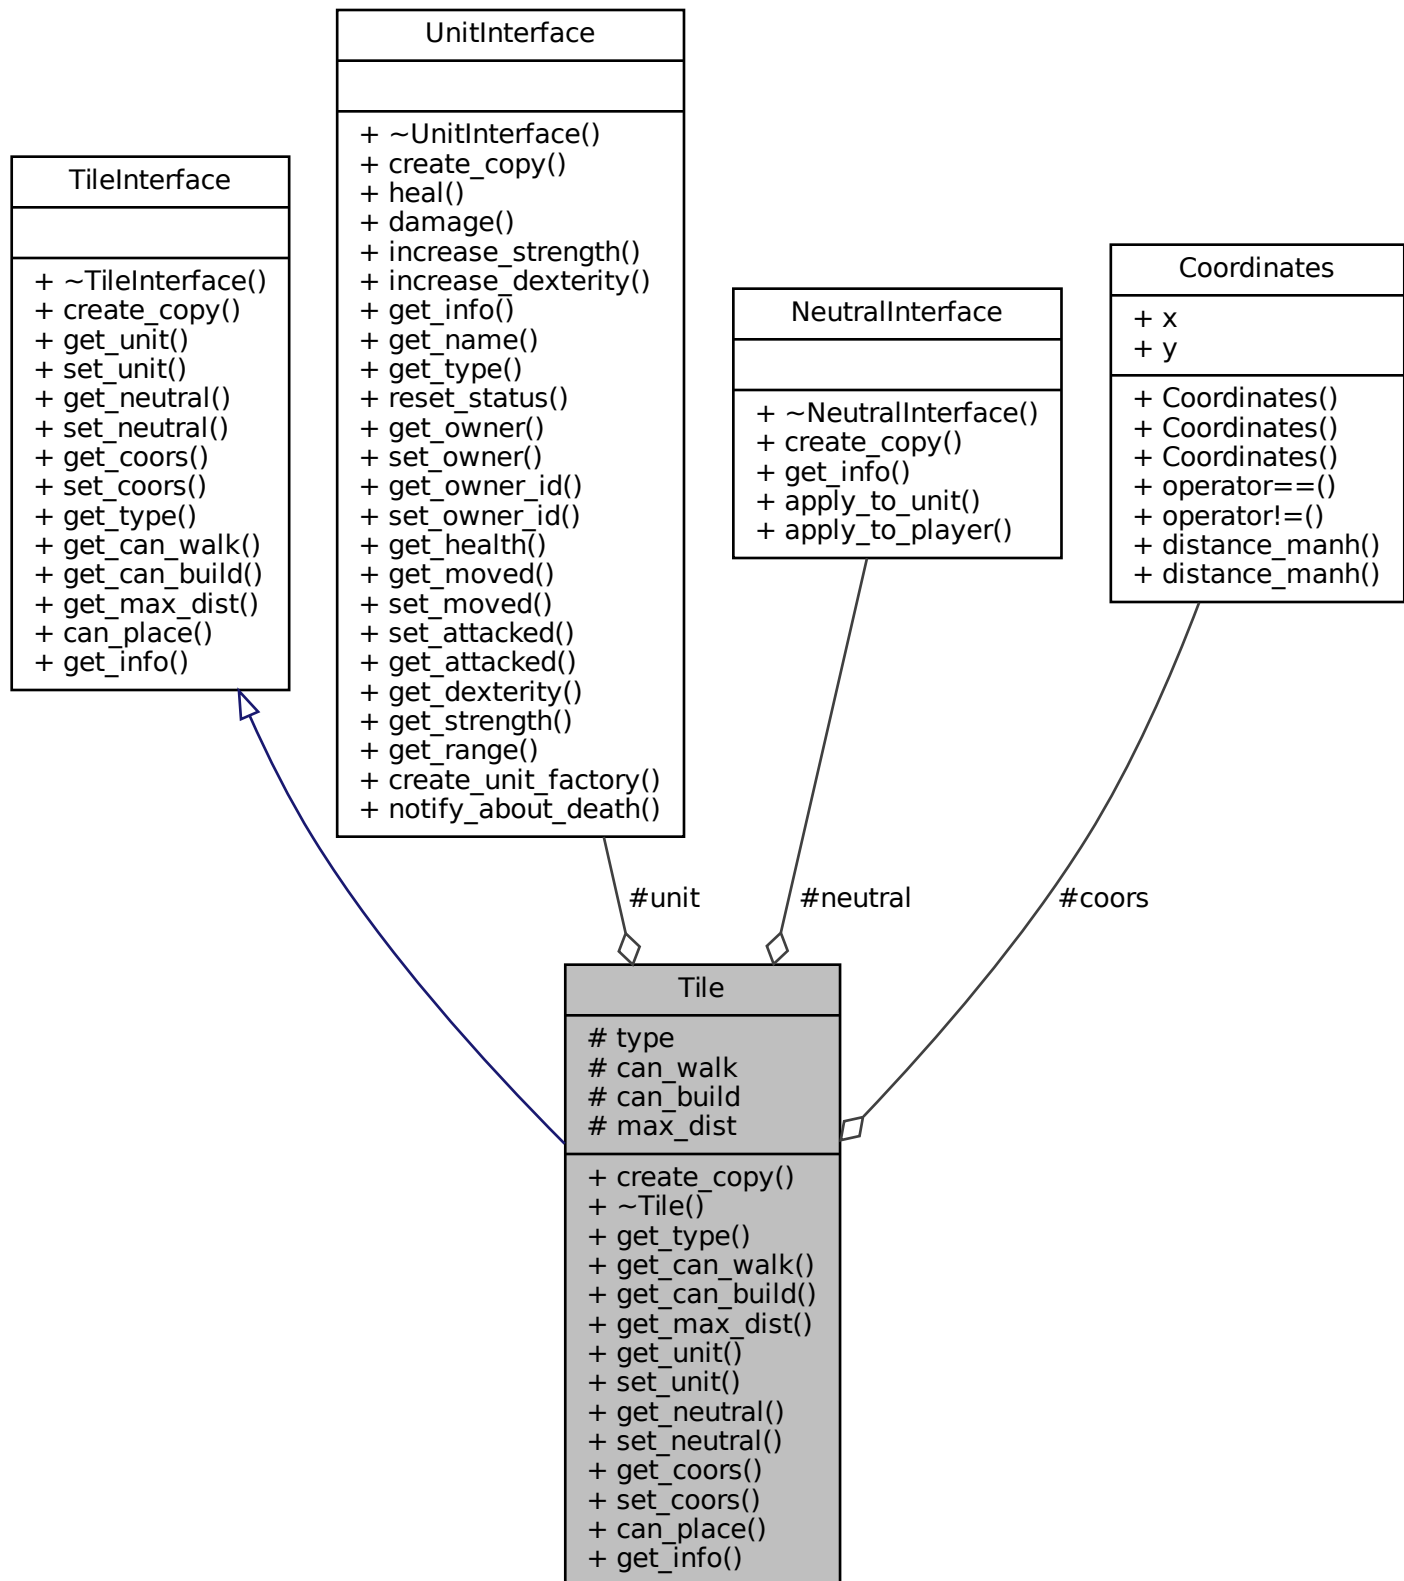 UnitInterface
+ ~UnitInterface()
+ create_copy()
+ heal()
+ damage()
+ increase_strength()
+ increase_dexterity()
+ get_info()
+ get_name()
+ get_type()
+ reset_status()
+ get_owner()
+ set_owner()
+ get_owner_id()
+ set_owner_id()
+ get_health()
+ get_moved()
+ set_moved()
+ set_attacked()
+ get_attacked()
+ get_dexterity()
+ get_strength()
+ get_range()
+ create_unit_factory()
+ notify_about_death()
TileInterface
+ ~TileInterface()
+ create_copy()
+ get_unit()
+ set_unit()
+ get_neutral()
+ set_neutral()
+ get_coors()
+ set_coors()
+ get_type()
+ get_can_walk()
+ get_can_build()
+ get_max_dist()
+ can_place()
+ get_info()
NeutralInterface
+ ~NeutralInterface()
+ create_copy()
+ get_info()
+ apply_to_unit()
+ apply_to_player()
Coordinates
+ x
+ y
+ Coordinates()
+ Coordinates()
+ Coordinates()
+ operator==()
+ operator!=()
+ distance_manh()
+ distance_manh()
#unit
#neutral
#coors
Tile
# type
# can_walk
# can_build
# max_dist
+ create_copy()
+ ~Tile()
+ get_type()
+ get_can_walk()
+ get_can_build()
+ get_max_dist()
+ get_unit()
+ set_unit()
+ get_neutral()
+ set_neutral()
+ get_coors()
+ set_coors()
+ can_place()
+ get_info()